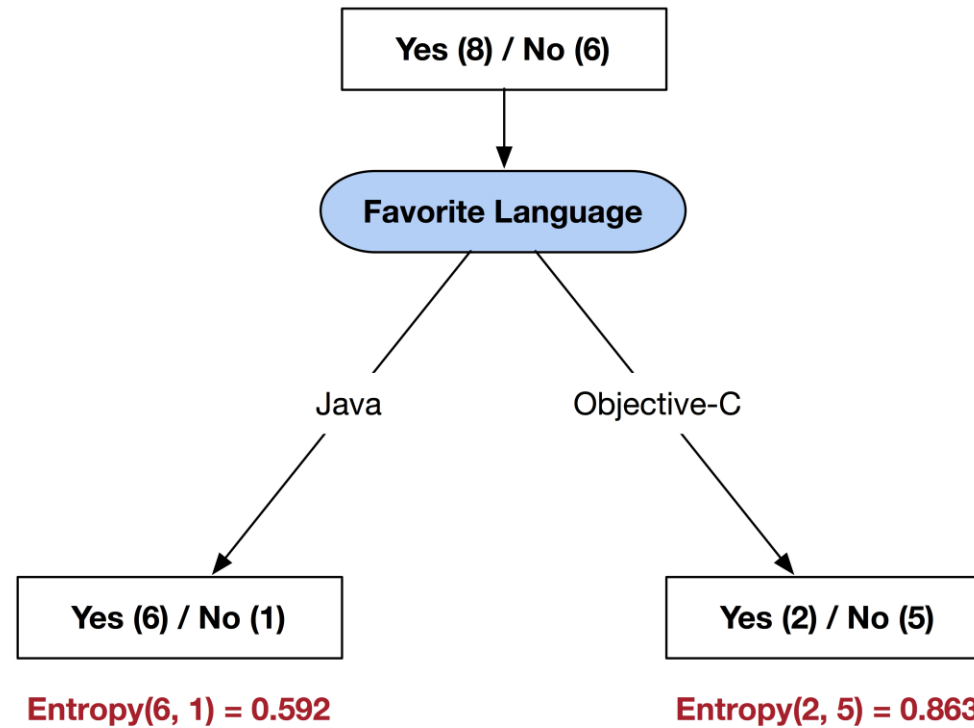 Yes (8) / No (6)
Favorite Language
Java
Objective-C
Yes (6) / No (1)
Yes (2) / No (5)
Entropy(6, 1) = 0.592
Entropy(2, 5) = 0.863